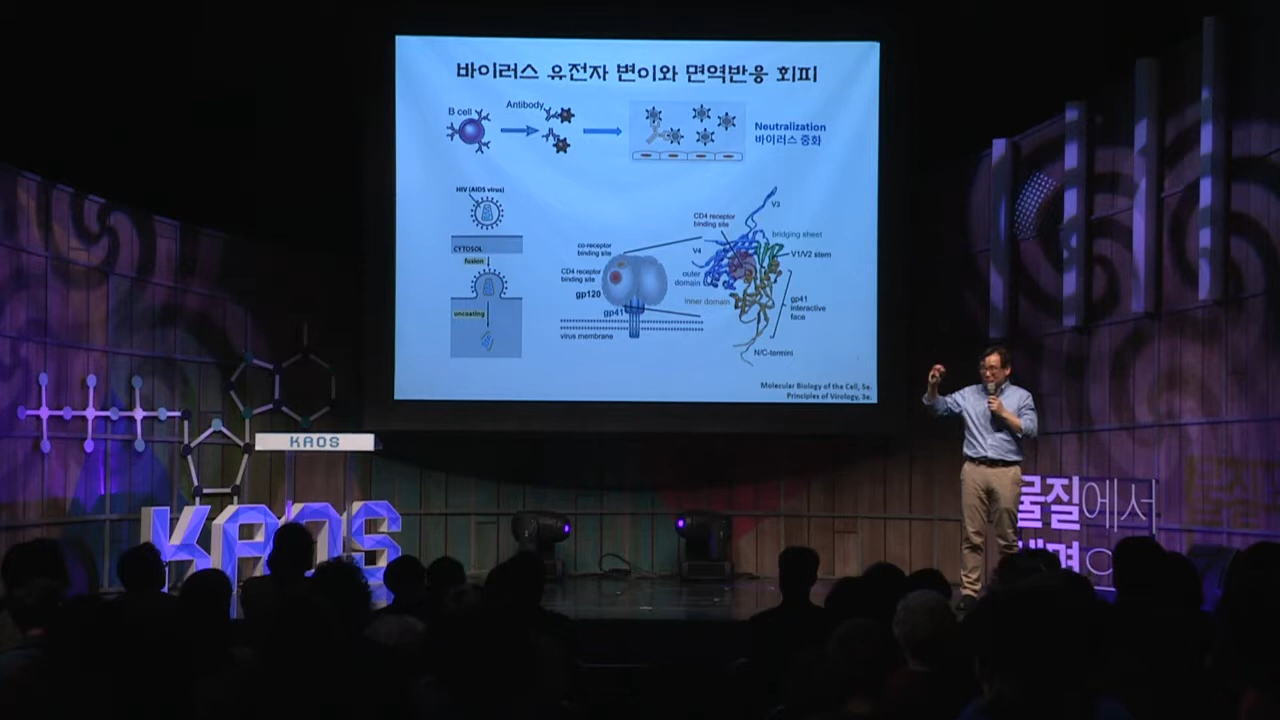 바이러스 유전자 변이와 면역반응 회피
B cell
Antibody
Neutralization
바이러스 중화
HIV (AIDS virus)
CYTOSOL
fusion
uncoating
co-receptor
binding site
CD4 receptor
binding site
gp120
gp41
virus membrane
CD4 receptor
binding site
V3
bridging sheet
V4
V1/V2 stem
outer
domain
inner domain
gp41
interactive
face
N/C-termini
Molecular Biology of the Cell, 5e.
Principles of Virology, 3e.
KAOS
KAOS
물질에서